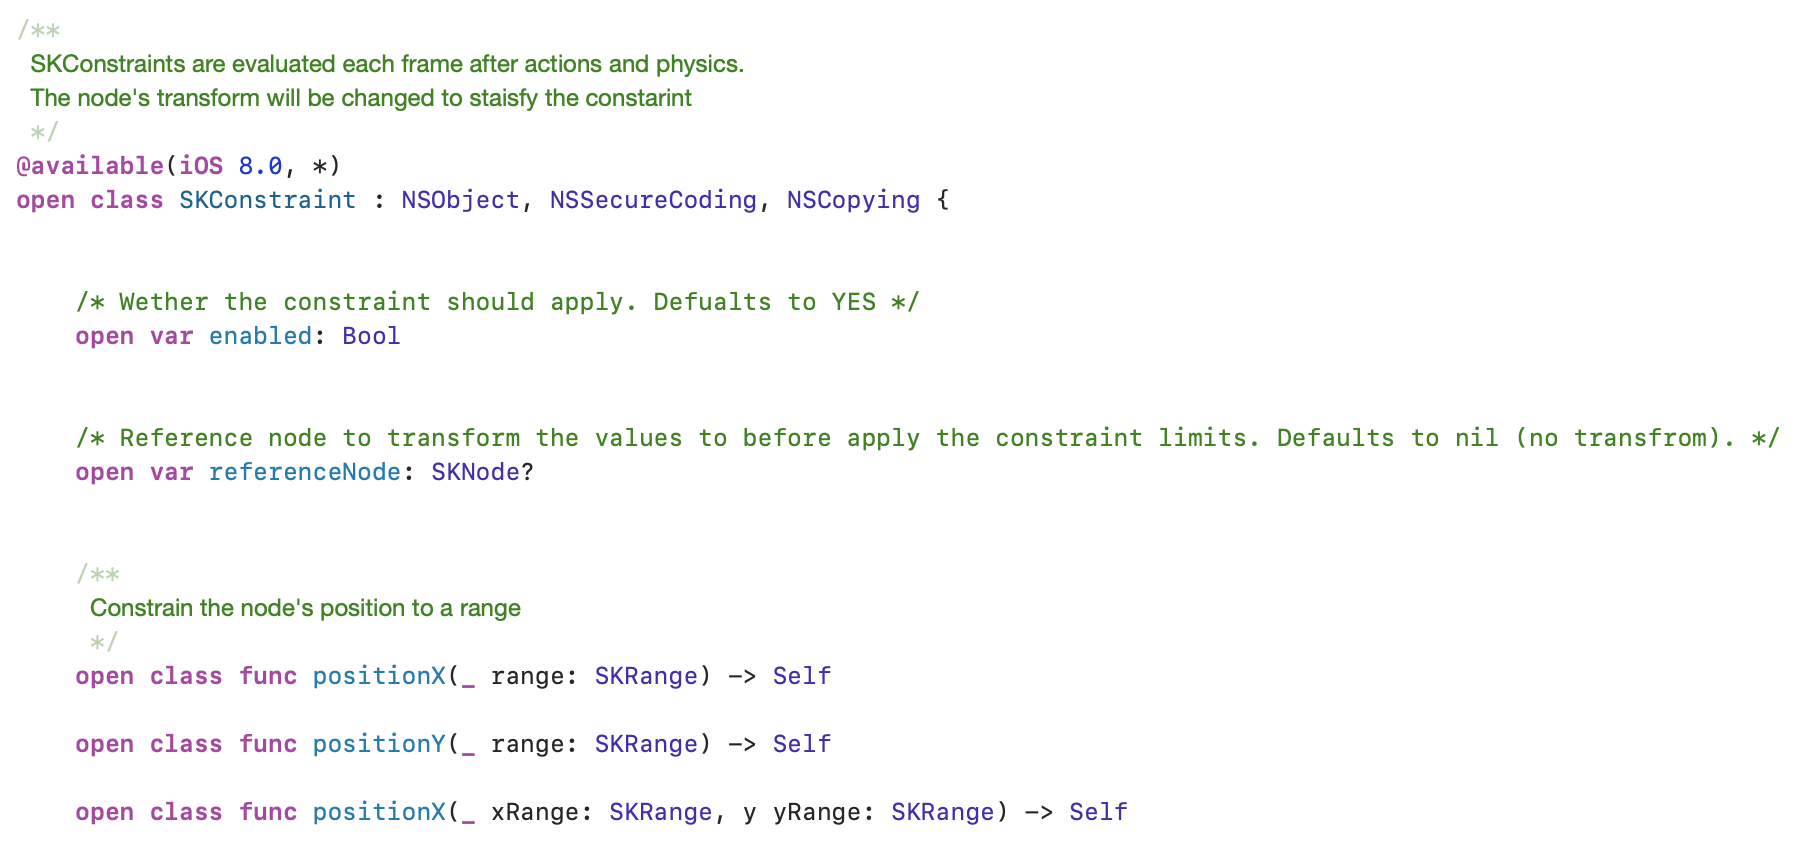 /**
SKConstraints are evaluated each frame after actions and physics.
The node's transform will be changed to staisfy the constarint
*/
@available(iOS 8.0, *)
open class SKConstraint : NSObject, NSSecureCoding, NSCopying {
/* Wether the constraint should apply. Defualts to YES */
open var enabled: Bool
/* Reference node to transform the values to before apply the constraint limits. Defaults to nil (no transfrom). */
open var referenceNode: SKNode?
/**
Constrain the node's position to a range
*/
open class func positionX(_ range: SKRange) -> Self
open class func positionY(_ range: SKRange) -> Self
open class func positionX(_ xRange: SKRange, y yRange: SKRange) -> Self